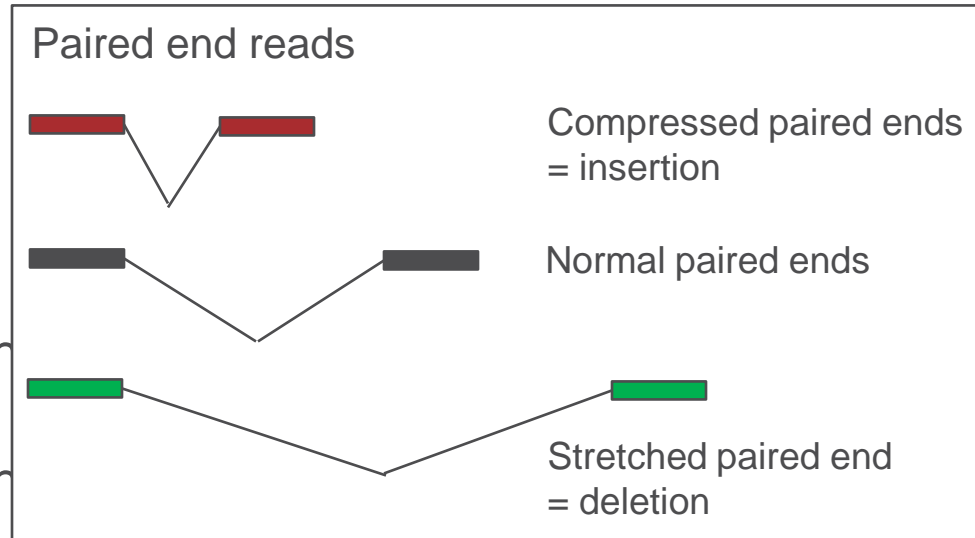 Paired end reads
Compressed paired ends
= insertion
Normal paired ends
Stretched paired end
= deletion